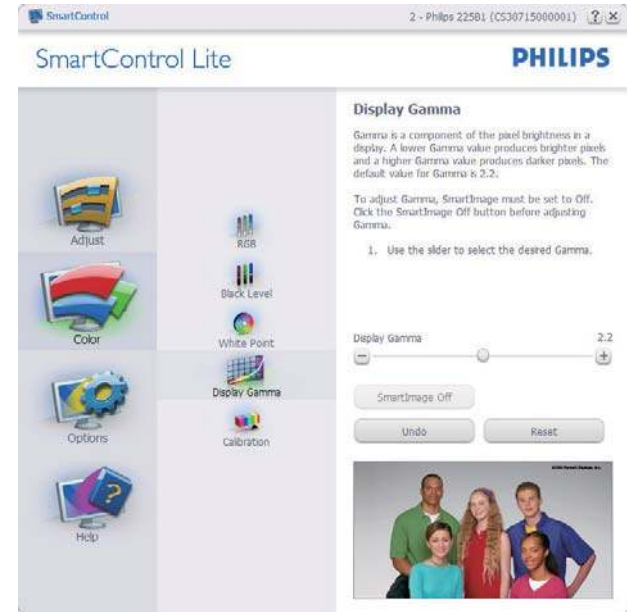 SmartControl
2 - Philips 225B1 (CS30715000001)
SmartControl Lite
PHILIPS
Adjust
Color
Options
Help
RGB
Black Level
White Point
Display Gamma
Calibration
Display Gamma
Gamma is a component of the pixel brightness in a
display. A lower Gamma value produces brighter pixels
and a higher Gamma value produces darker pixels. The
default value for Gamma is 2.2.
To adjust Gamma, SmartImage must be set to Off.
Click the SmartImage Off button before adjusting
Gamma.
1. Use the slider to select the desired Gamma.
Display Gamma 2.2
SmartImage Off
Undo
Reset